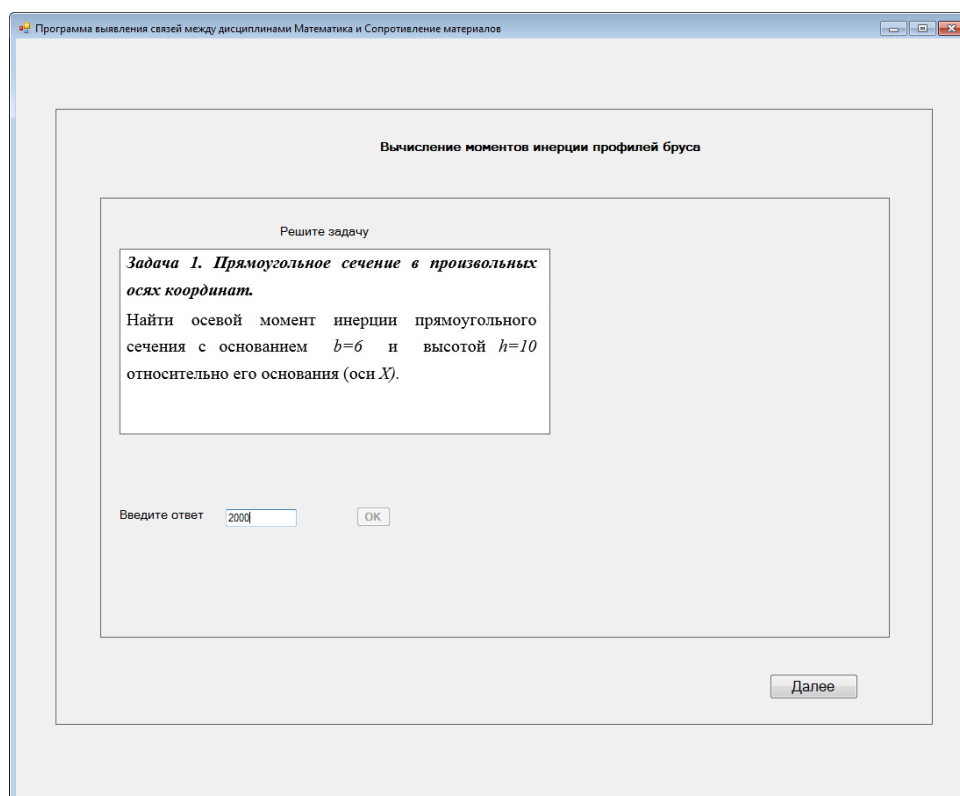 Программа выявления связей между дисциплинами Математика и Сопротивление материалов
Вычисление моментов инерции профилей бруса
Решите задачу
Задача 1. Прямоугольное сечение в произвольных
осях координат.
Найти осевой момент инерции прямоугольного
сечения с основанием b=6 и высотой h=10
относительно его основания (оси X).
Введите ответ 2000 OK
Далее